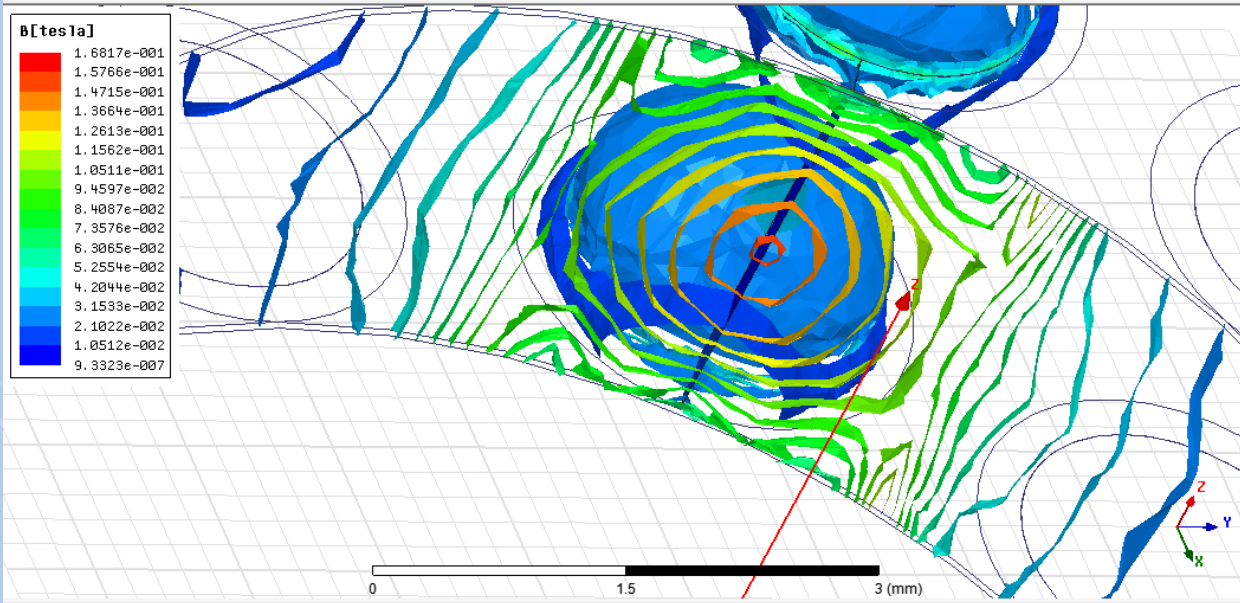 B[tesla]
1.6817e-001
1.5766e-001
1.4715e-001
1.3664e-001
1.2613e-001
1.1562e-001
1.0511e-001
9.4597e-002
8.4087e-002
7.3576e-002
6.3065e-002
5.2554e-002
4.2044e-002
3.1533e-002
2.1022e-002
1.0512e-002
9.3323e-007
Z
Z
Y
X
0 1.5 3 (mm)